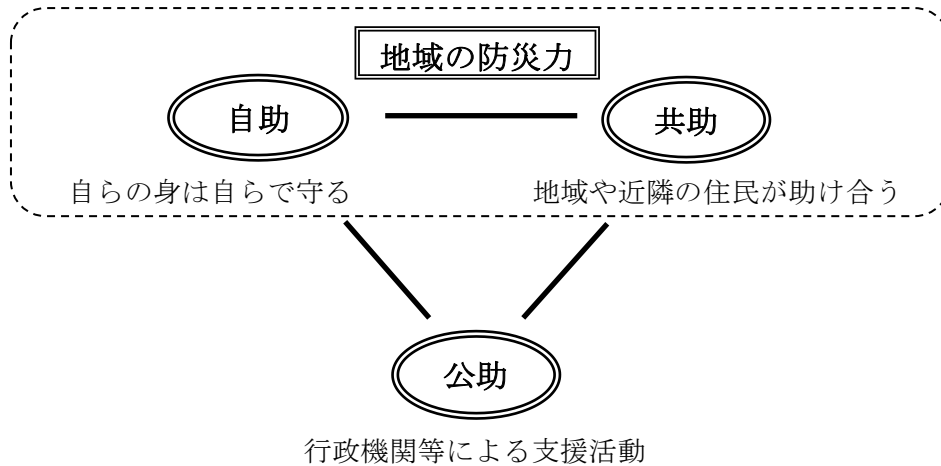 地域の防災力
自助
共助
自らの身は自らで守る
地域や近隣の住民が助け合う
公助
行政機関等による支援活動